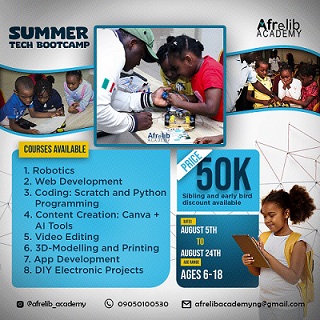 SUMMER
TECH BOOTCAMP
Afrelib
ACADEMY
Afrelib
ACADEMY
COURSES AVAILABLE
1. Robotics
2. Web Development
3. Coding: Scratch and Python
Programming
4. Content Creation: Canva +
AI Tools
5. Video Editing
6. 3D-Modelling and Printing
7. App Development
8. DIY Electronic Projects
PRICE
50K
Sibling and early bird
discount available
DATES
AUGUST 5TH
TO
AUGUST 24TH
AGE RANGE
AGES 6-18
@afrelib_academy
09050100530
afrelibacademyng@gmail.com